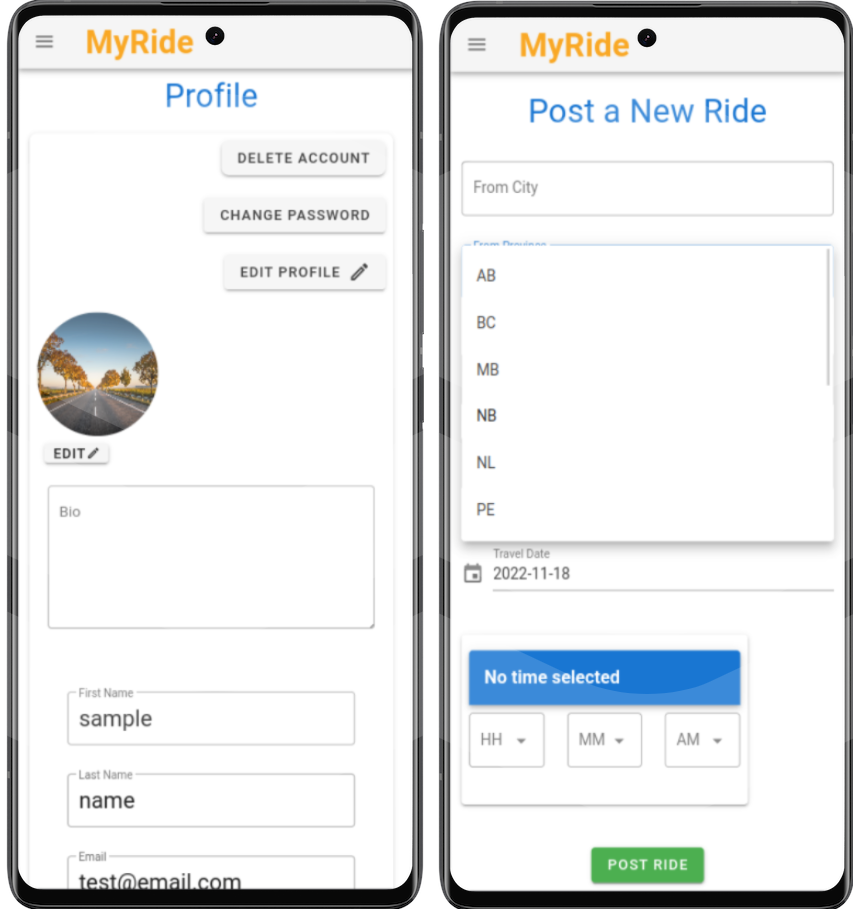 MyRide
Profile
DELETE ACCOUNT
CHANGE PASSWORD
EDIT PROFILE
EDIT
Bio
First Name
sample
Last Name
name
Email
test@email.com
MyRide
Post a New Ride
From City
From Province
AB
BC
MB
NB
NL
PE
Travel Date
2022-11-18
No time selected
HH
MM
AM
POST RIDE